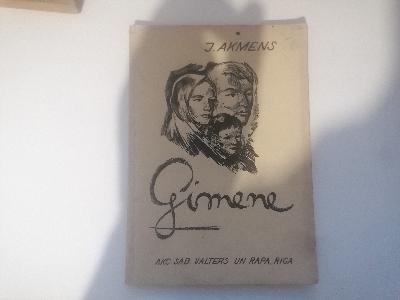 J. AKMENS
Ģimene
AKC. SAB. VALTERS UN RAPA, RIGA